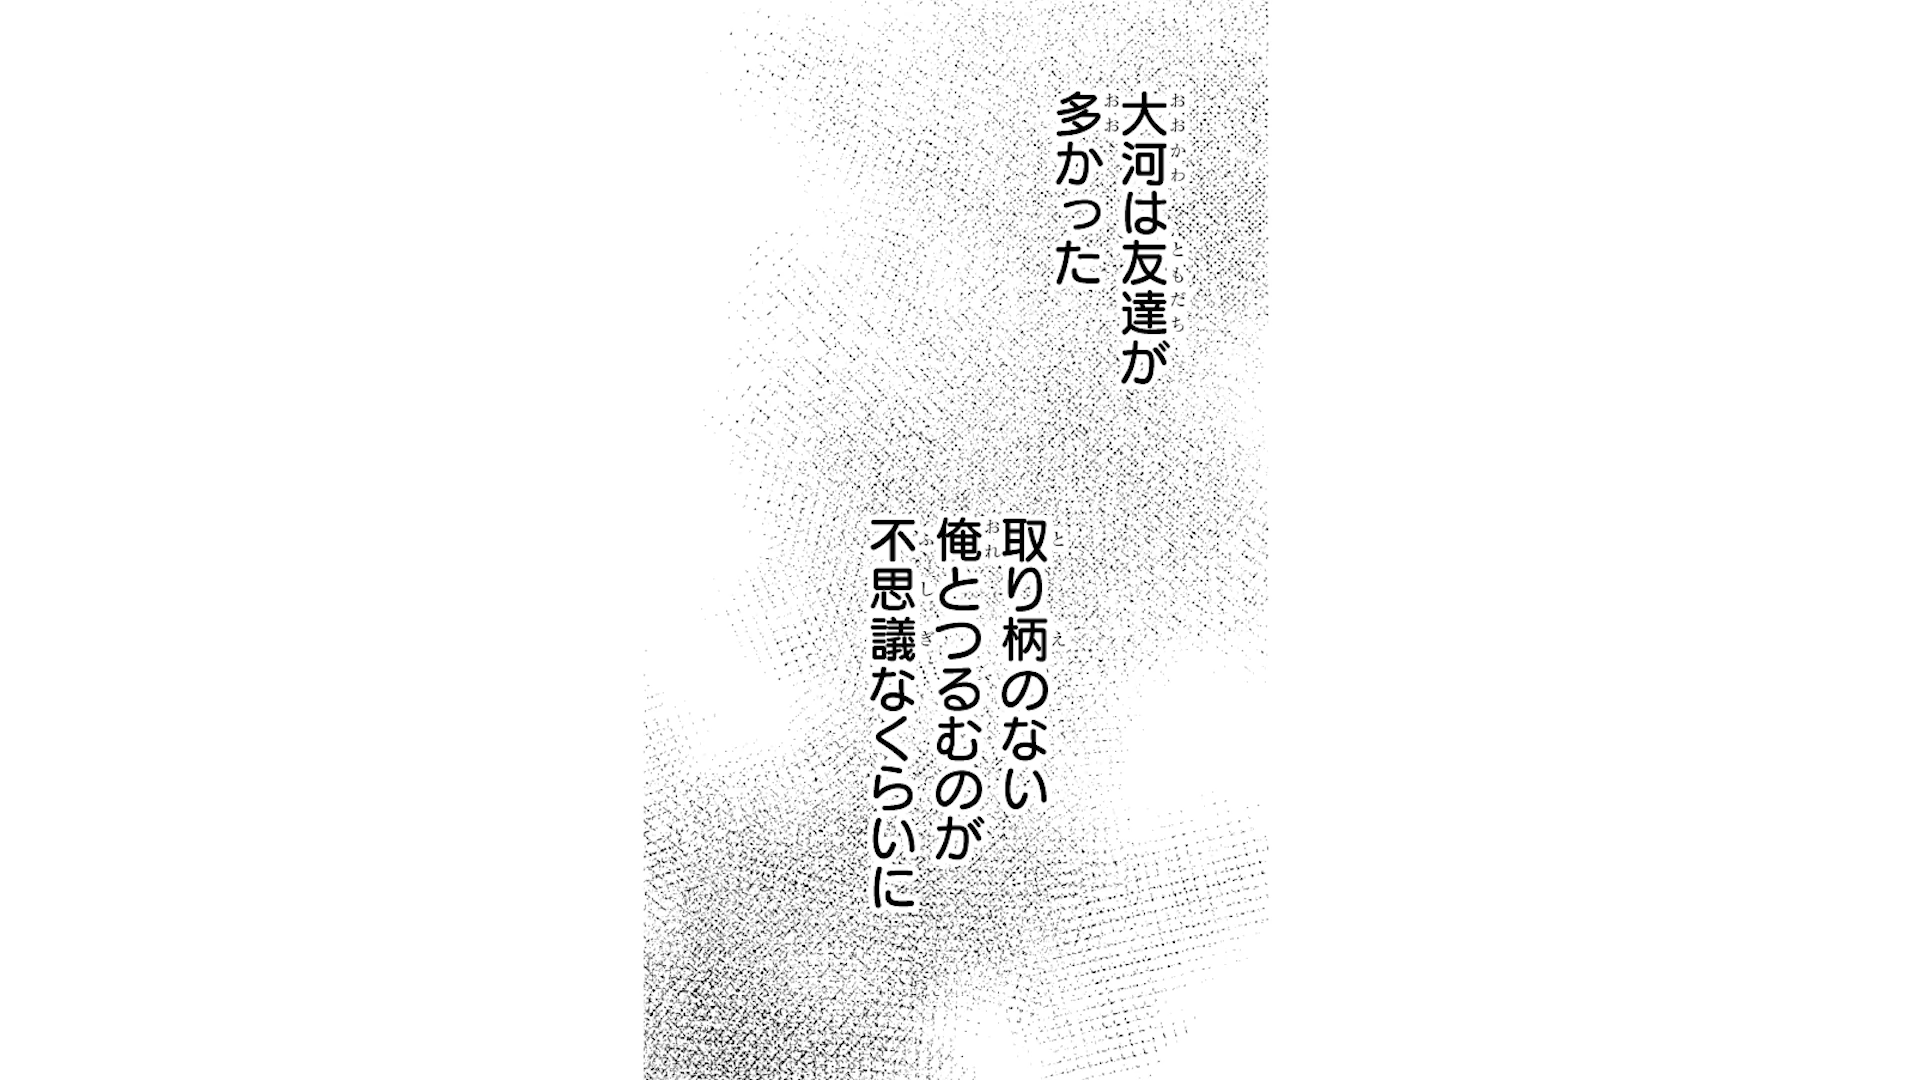 大河は友達が
多かった
取り柄のない
俺とつるむのが
不思議なくらいに